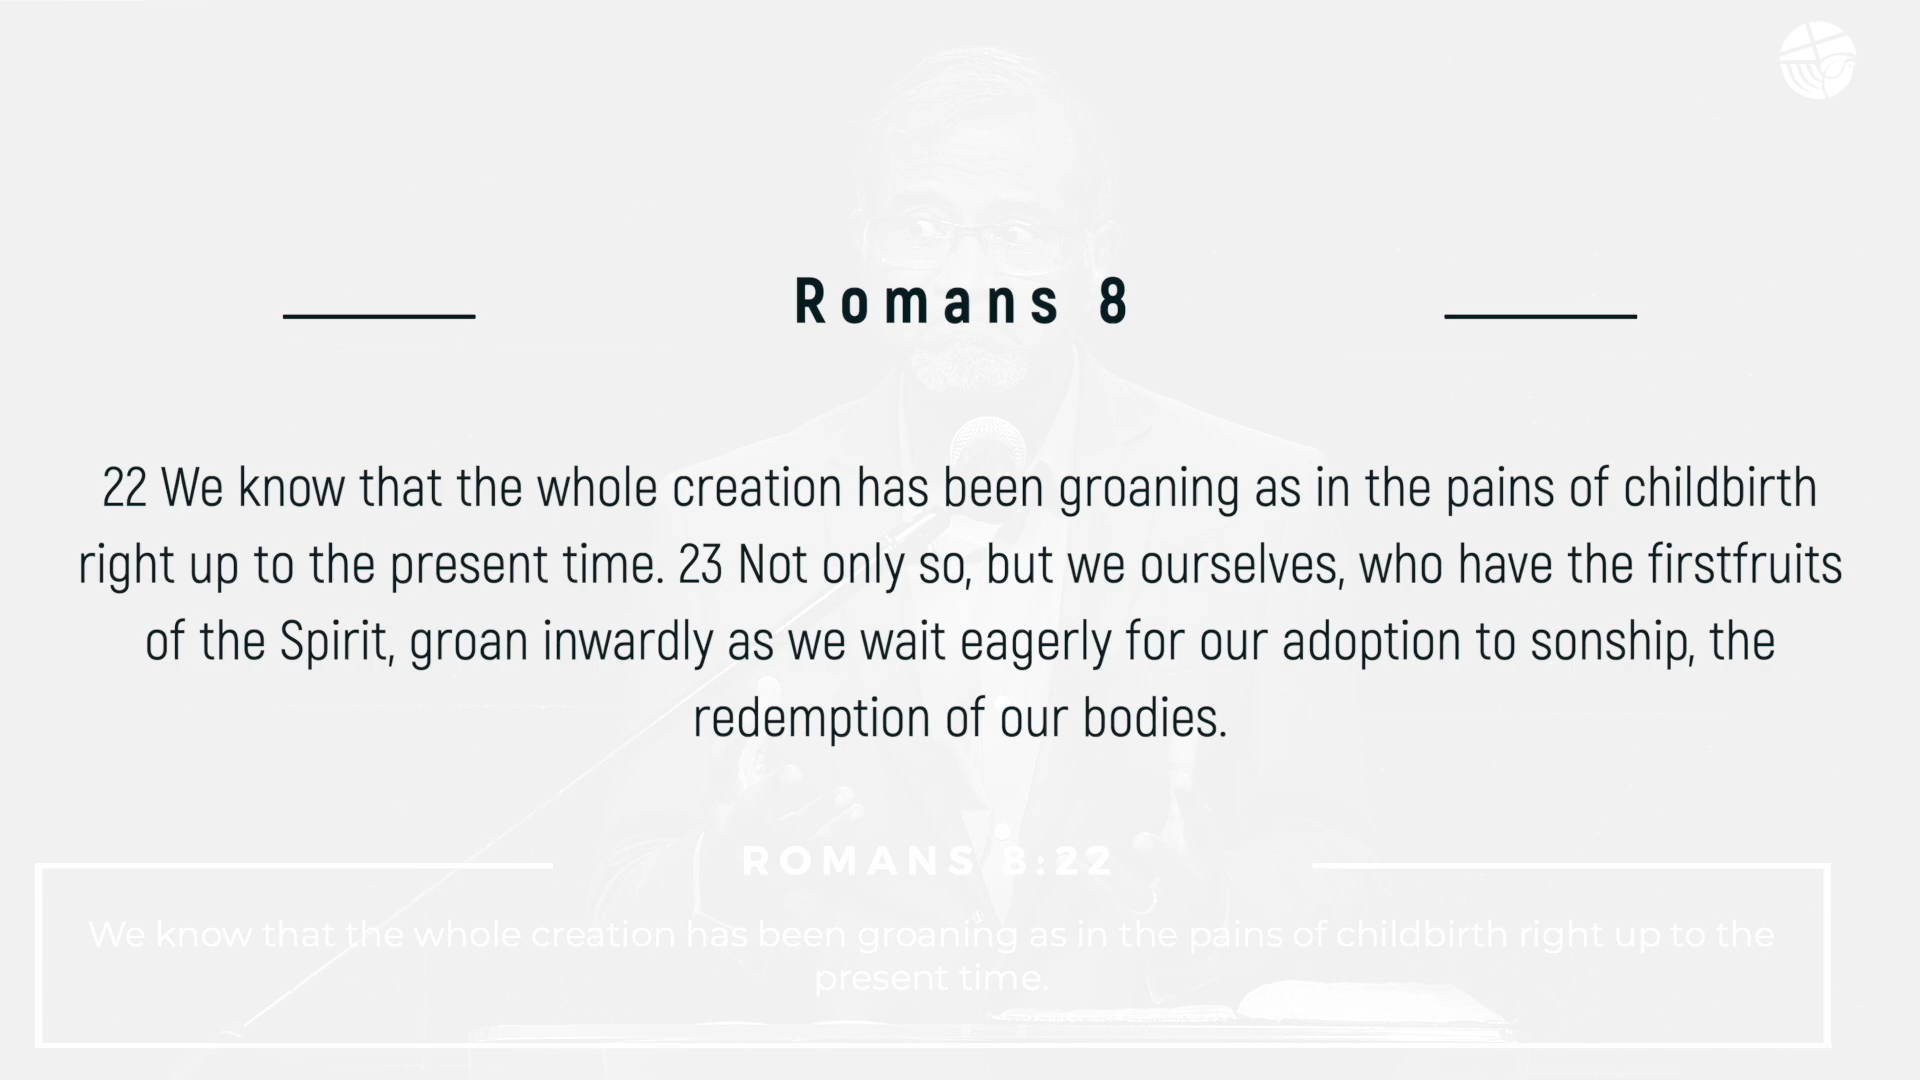 Romans 8
22 We know that the whole creation has been groaning as in the pains of childbirth
right up to the present time. 23 Not only so, but we ourselves, who have the firstfruits
of the Spirit, groan inwardly as we wait eagerly for our adoption to sonship, the
redemption of our bodies.
ROMANS 8:22
We know that the whole creation has been groaning as in the pains of childbirth right up to the
present time.